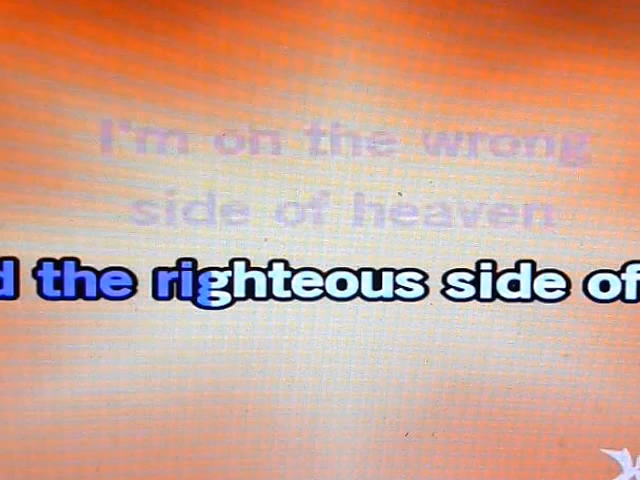 I'm on the wrong
side of heaven
the righteous side of